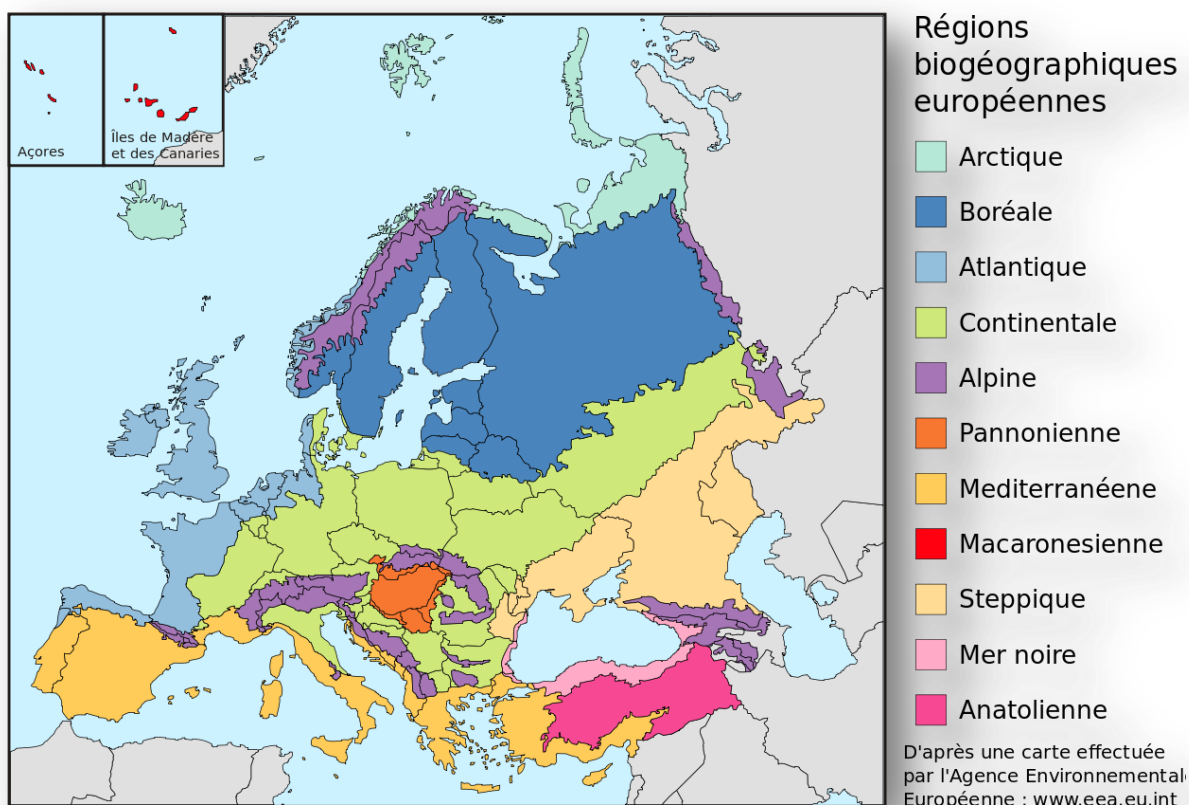 Açores
Îles de Madère
et des Canaries
Régions
biogéographiques
européennes
Arctique
Boréale
Atlantique
Continentale
Alpine
Pannonienne
Mediterranéene
Macaronesienne
Steppique
Mer noire
Anatolienne
D'après une carte effectuée
par l'Agence Environnementale
Européenne : www.eea.eu.int